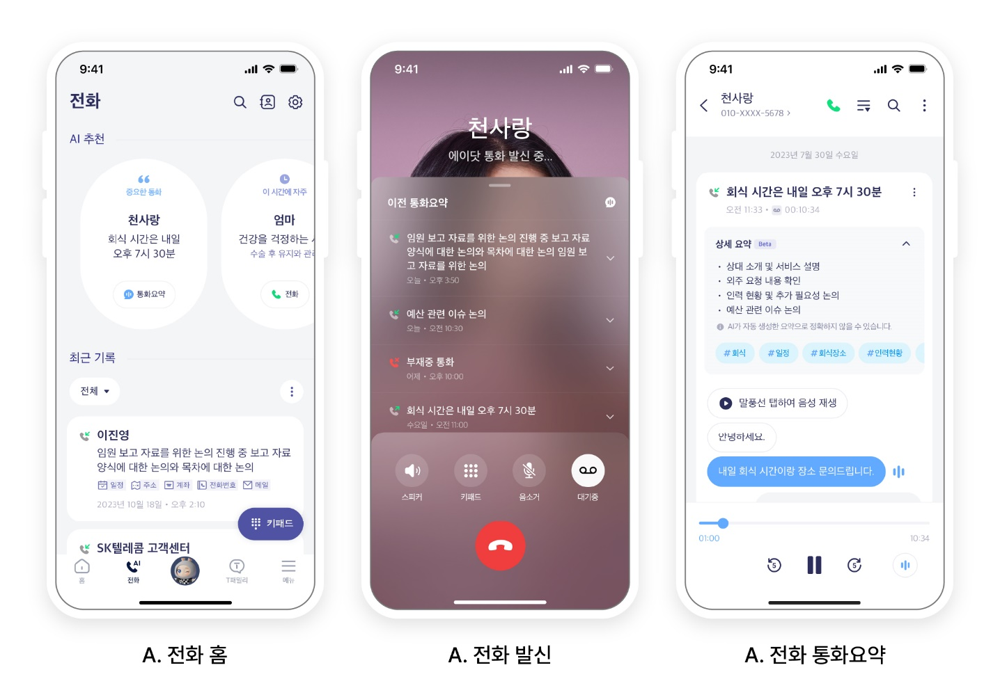 9:41
전화
AI 추천
중요한 통화
천사랑
회식 시간은 내일
오후 7시 30분
통화요약
이 시간에 자주
엄마
건강을 걱정하는
수술 후 유지와 관리
전화
최근 기록
전체
이진영
임원 보고 자료를 위한 논의 진행 중 보고 자료
양식에 대한 논의와 목차에 대한 논의
일정 주소 계좌 전화번호 메일
2023년 10월 18일 • 오후 2:10
키패드
SK텔레콤 고객센터
홈
AI
전화
T
T패밀리
메뉴
A. 전화 홈
9:41
천사랑
에이닷 통화 발신 중...
이전 통화요약
임원 보고 자료를 위한 논의 진행 중 보고 자료
양식에 대한 논의와 목차에 대한 논의 임원 보
고 자료를 위한 논의
오늘 • 오후 3:50
예산 관련 이슈 논의
오늘 • 오전 10:30
부재중 통화
어제 • 오후 10:00
회식 시간은 내일 오후 7시 30분
수요일 • 오전 11:00
스피커
키패드
음소거
대기중
A. 전화 발신
9:41
천사랑
010-XXXX-5678 >
2023년 7월 30일 수요일
회식 시간은 내일 오후 7시 30분
오전 11:33 • 00:10:34
상세 요약 Beta
• 상대 소개 및 서비스 설명
• 외주 요청 내용 확인
• 인력 현황 및 추가 필요성 논의
• 예산 관련 이슈 논의
AI가 자동 생성한 요약으로 정확하지 않을 수 있습니다.
#회식 #일정 #회식장소 #인력현황
말풍선 탭하여 음성 재생
안녕하세요.
내일 회식 시간이랑 장소 문의드립니다.
01:00
10:34
5
5
A. 전화 통화요약